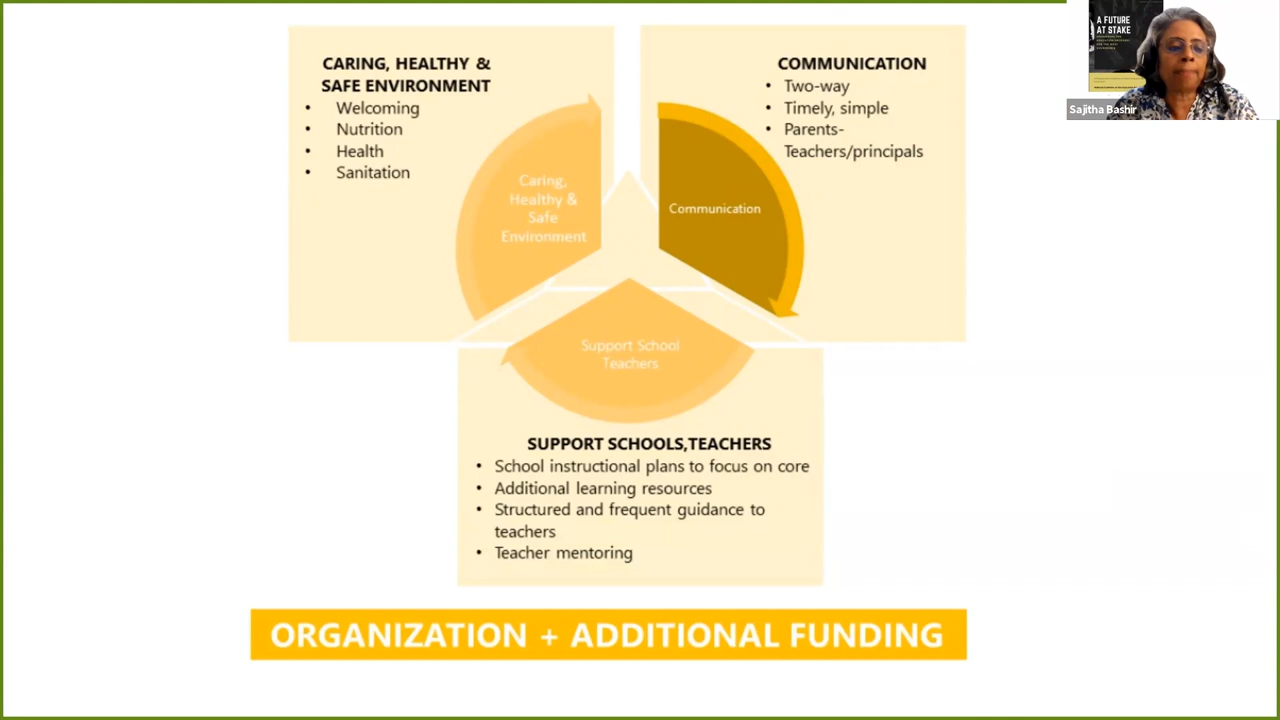 CARING, HEALTHY &
SAFE ENVIRONMENT
• Welcoming
• Nutrition
• Health
• Sanitation
Caring,
Healthy &
Safe
Environment
COMMUNICATION
• Two-way
• Timely, simple
• Parents-
Teachers/principals
Communication
Support School
Teachers
SUPPORT SCHOOLS,TEACHERS
• School instructional plans to focus on core
• Additional learning resources
• Structured and frequent guidance to
teachers
• Teacher mentoring
ORGANIZATION + ADDITIONAL FUNDING
A FUTURE
AT STAKE
Sajitha Bashir